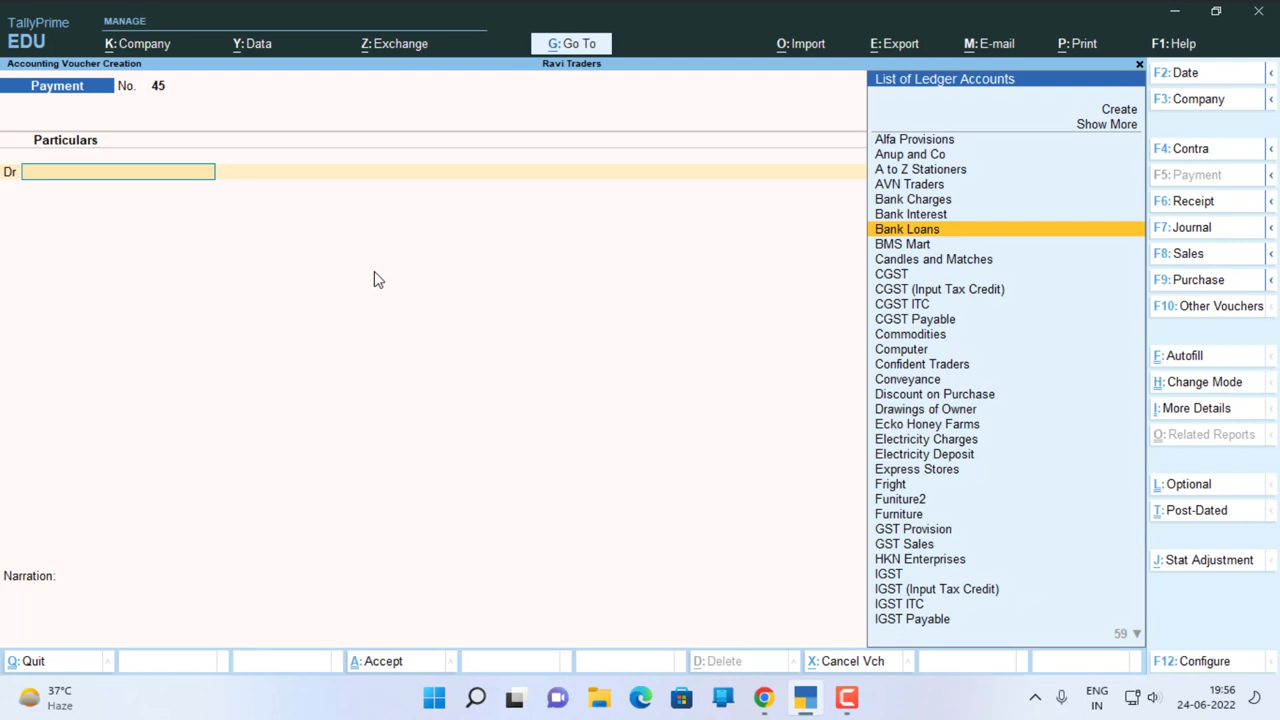 TallyPrime
EDU
MANAGE
K: Company
Y: Data
Z: Exchange
G: Go To
O: Import
E: Export
M: E-mail
P: Print
F1: Help
Accounting Voucher Creation
Ravi Traders
Payment No. 45
Particulars
Dr
Narration:
List of Ledger Accounts
Create
Show More
Alfa Provisions
Anup and Co
A to Z Stationers
AVN Traders
Bank Charges
Bank Interest
Bank Loans
BMS Mart
Candles and Matches
CGST
CGST (Input Tax Credit)
CGST ITC
CGST Payable
Commodities
Computer
Confident Traders
Conveyance
Discount on Purchase
Drawings of Owner
Ecko Honey Farms
Electricity Charges
Electricity Deposit
Express Stores
Fright
Funiture2
Furniture
GST Provision
GST Sales
HKN Enterprises
IGST
IGST (Input Tax Credit)
IGST ITC
IGST Payable
59 ▼
F2: Date
F3: Company
F4: Contra
F5: Payment
F6: Receipt
F7: Journal
F8: Sales
F9: Purchase
F10: Other Vouchers
F: Autofill
H: Change Mode
I: More Details
O: Related Reports
L: Optional
T: Post-Dated
J: Stat Adjustment
Q: Quit
A: Accept
D: Delete
X: Cancel Vch
F12: Configure
37°C
Haze
ENG
IN
19:56
24-06-2022